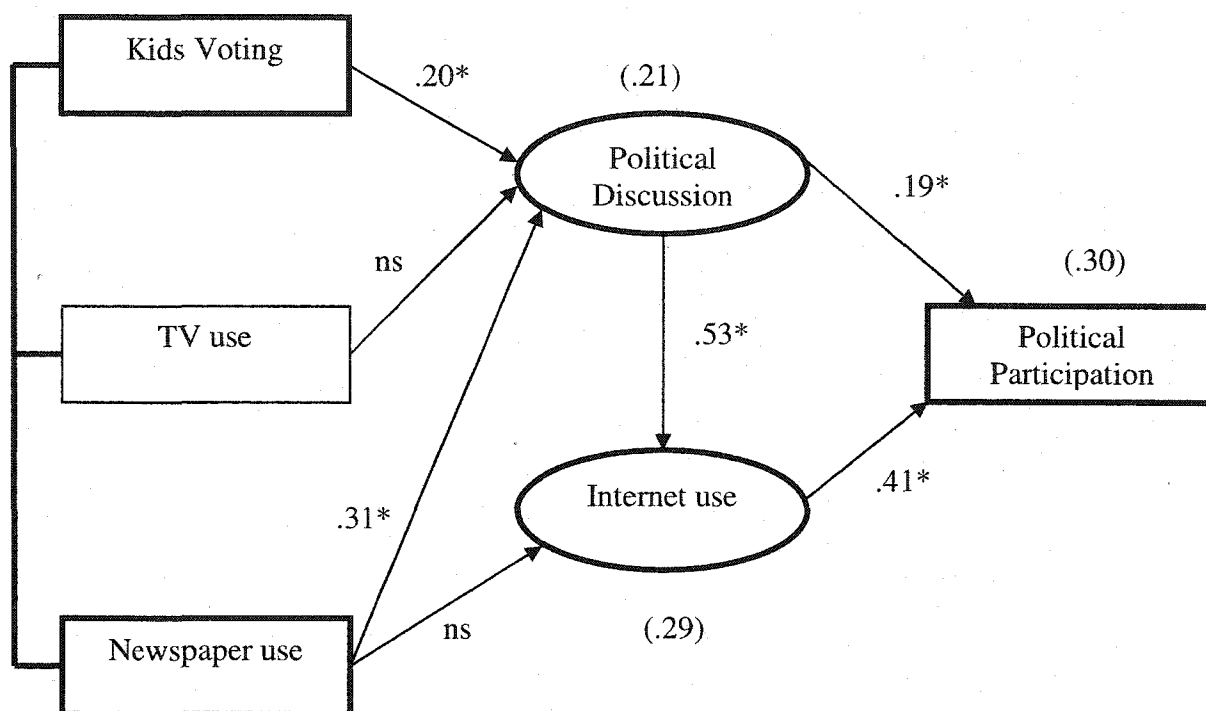 Kids Voting
.20*
(.21)
Political
Discussion
.19*
ns
(.30)
TV use
.53*
Political
Participation
.31*
Internet use
.41*
Newspaper use
ns
(.29)